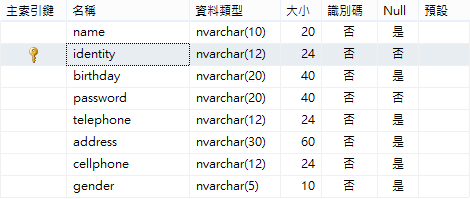 主索引鍵 名稱 資料類型 大小 識別碼 Null 預設
name nvarchar(10) 20 否 是
identity nvarchar(12) 24 否 否
birthday nvarchar(20) 40 否 是
password nvarchar(20) 40 否 否
telephone nvarchar(12) 24 否 是
address nvarchar(30) 60 否 是
cellphone nvarchar(12) 24 否 是
gender nvarchar(5) 10 否 是